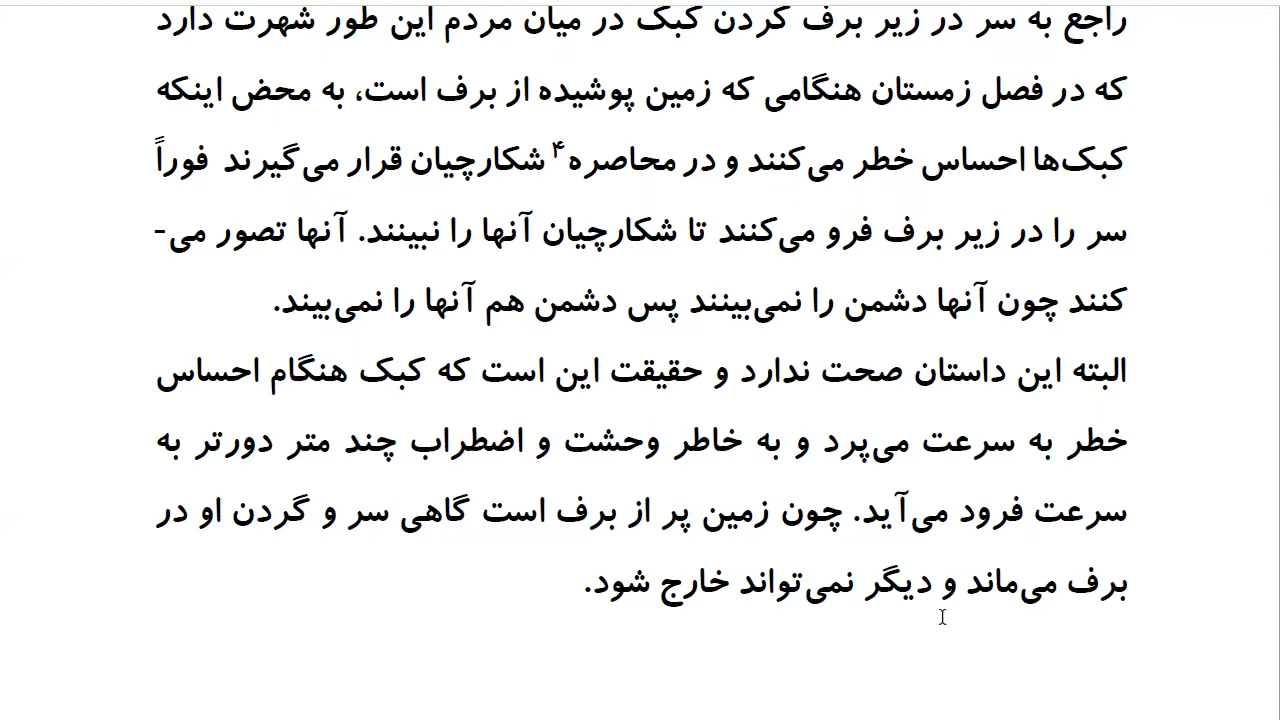 راجع به سر در زیر برف کردن کبک در میان مردم این طور شهرت دارد
که در فصل زمستان هنگامی که زمین پوشیده از برف است، به محض اینکه
کبک‌ها احساس خطر می‌کنند و در محاصره۴ شکارچیان قرار می‌گیرند فوراً
سر را در زیر برف فرو می‌کنند تا شکارچیان آنها را نبینند. آنها تصور می-
کنند چون آنها دشمن را نمی‌بینند پس دشمن هم آنها را نمی‌بیند.
البته این داستان صحت ندارد و حقیقت این است که کبک هنگام احساس
خطر به سرعت می‌پرد و به خاطر وحشت و اضطراب چند متر دورتر به
سرعت فرود می‌آید. چون زمین پر از برف است گاهی سر و گردن او در
برف می‌ماند و دیگر نمی‌تواند خارج شود.